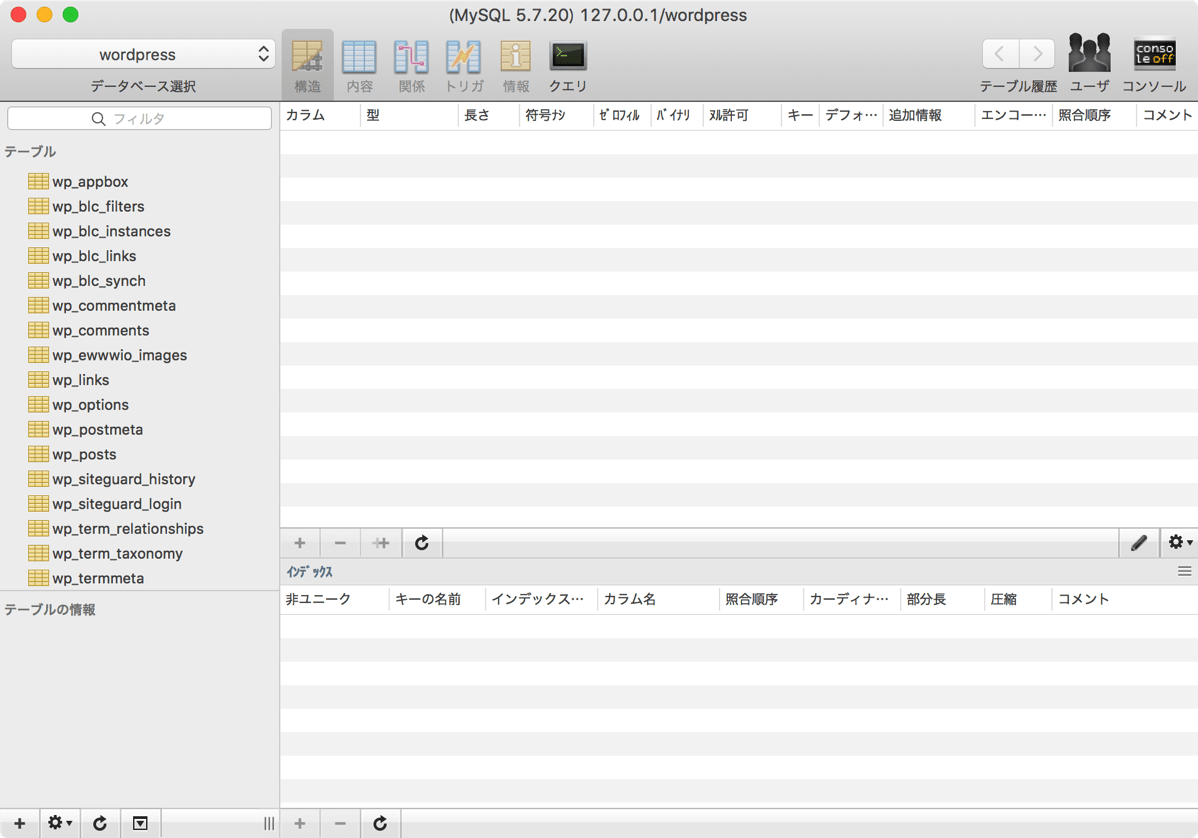 (MySQL 5.7.20) 127.0.0.1/wordpress
wordpress
データベース選択
構造 内容 関係 トリガ 情報 クエリ
テーブル履歴 ユーザ コンソール
conso
leoff
フィルタ
テーブル
wp_appbox
wp_blc_filters
wp_blc_instances
wp_blc_links
wp_blc_synch
wp_commentmeta
wp_comments
wp_ewwwio_images
wp_links
wp_options
wp_postmeta
wp_posts
wp_siteguard_history
wp_siteguard_login
wp_term_relationships
wp_term_taxonomy
wp_termmeta
テーブルの情報
カラム 型 長さ 符号ﾅｼ ｾﾞﾛﾌｨﾙ ﾊﾞｲﾅﾘ ﾇﾙ許可 キー デフォ… 追加情報 エンコー… 照合順序 コメント
ｲﾝﾃﾞｯｸｽ
非ユニーク キーの名前 インデックス… カラム名 照合順序 カーディナ… 部分長 圧縮 コメント